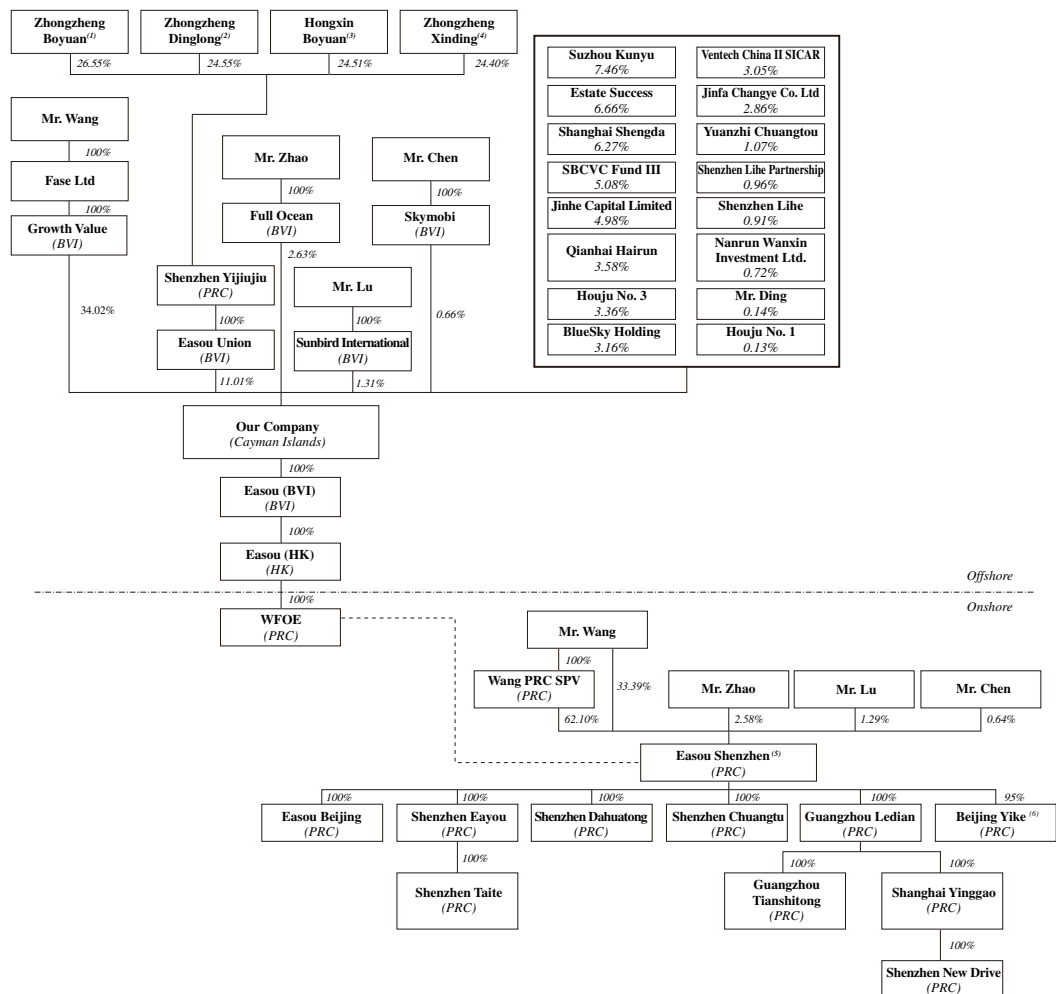 Zhongzheng
Boyuan(1)
Zhongzheng
Dinglong(2)
Hongxin
Boyuan(3)
Zhongzheng
Xinding(4)
26.55%
24.55%
24.51%
24.40%
Suzhou Kunyu
7.46%
Ventech China II SICAR
3.05%
Estate Success
6.66%
Jinfa Changye Co. Ltd
2.86%
Shanghai Shengda
6.27%
Yuanzhi Chuangtou
1.07%
SBCVC Fund III
5.08%
Shenzhen Lihe Partnership
0.96%
Jinhe Capital Limited
4.98%
Shenzhen Lihe
0.91%
Qianhai Hairun
3.58%
Nanrun Wanxin
Investment Ltd.
0.72%
Houju No. 3
3.36%
Mr. Ding
0.14%
BlueSky Holding
3.16%
Houju No. 1
0.13%
Mr. Wang
100%
Fase Ltd
100%
Growth Value
(BVI)
34.02%
Mr. Zhao
100%
Full Ocean
(BVI)
2.63%
Mr. Chen
100%
Skymobi
(BVI)
0.66%
Shenzhen Yijiujiu
(PRC)
100%
Easou Union
(BVI)
11.01%
Mr. Lu
100%
Sunbird International
(BVI)
1.31%
Our Company
(Cayman Islands)
100%
Easou (BVI)
(BVI)
100%
Easou (HK)
(HK)
Offshore
100%
Onshore
WFOE
(PRC)
Mr. Wang
100%
33.39%
Wang PRC SPV
(PRC)
62.10%
Mr. Zhao
2.58%
Mr. Lu
1.29%
Mr. Chen
0.64%
Easou Shenzhen(5)
(PRC)
100%
100%
100%
100%
100%
95%
Easou Beijing
(PRC)
Shenzhen Eayou
(PRC)
Shenzhen Dahuatong
(PRC)
Shenzhen Chuangtu
(PRC)
Guangzhou Ledian
(PRC)
Beijing Yike (6)
(PRC)
100%
100%
100%
Shenzhen Taite
(PRC)
Guangzhou
Tianshitong
(PRC)
Shanghai Yinggao
(PRC)
100%
Shenzhen New Drive
(PRC)